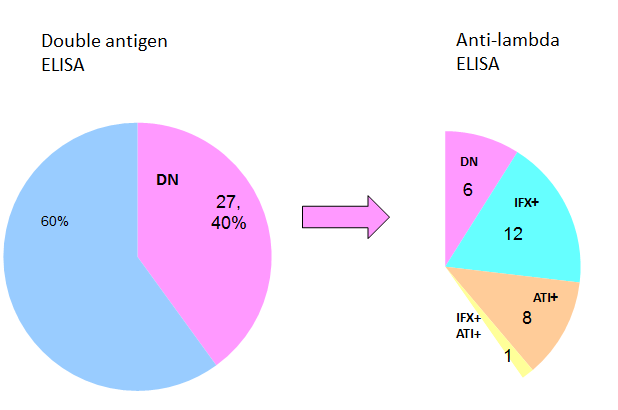 Double antigen
ELISA
Anti-lambda
ELISA
DN
27,
40%
60%
DN
6
IFX+
12
ATI+
8
IFX+
ATI+
1